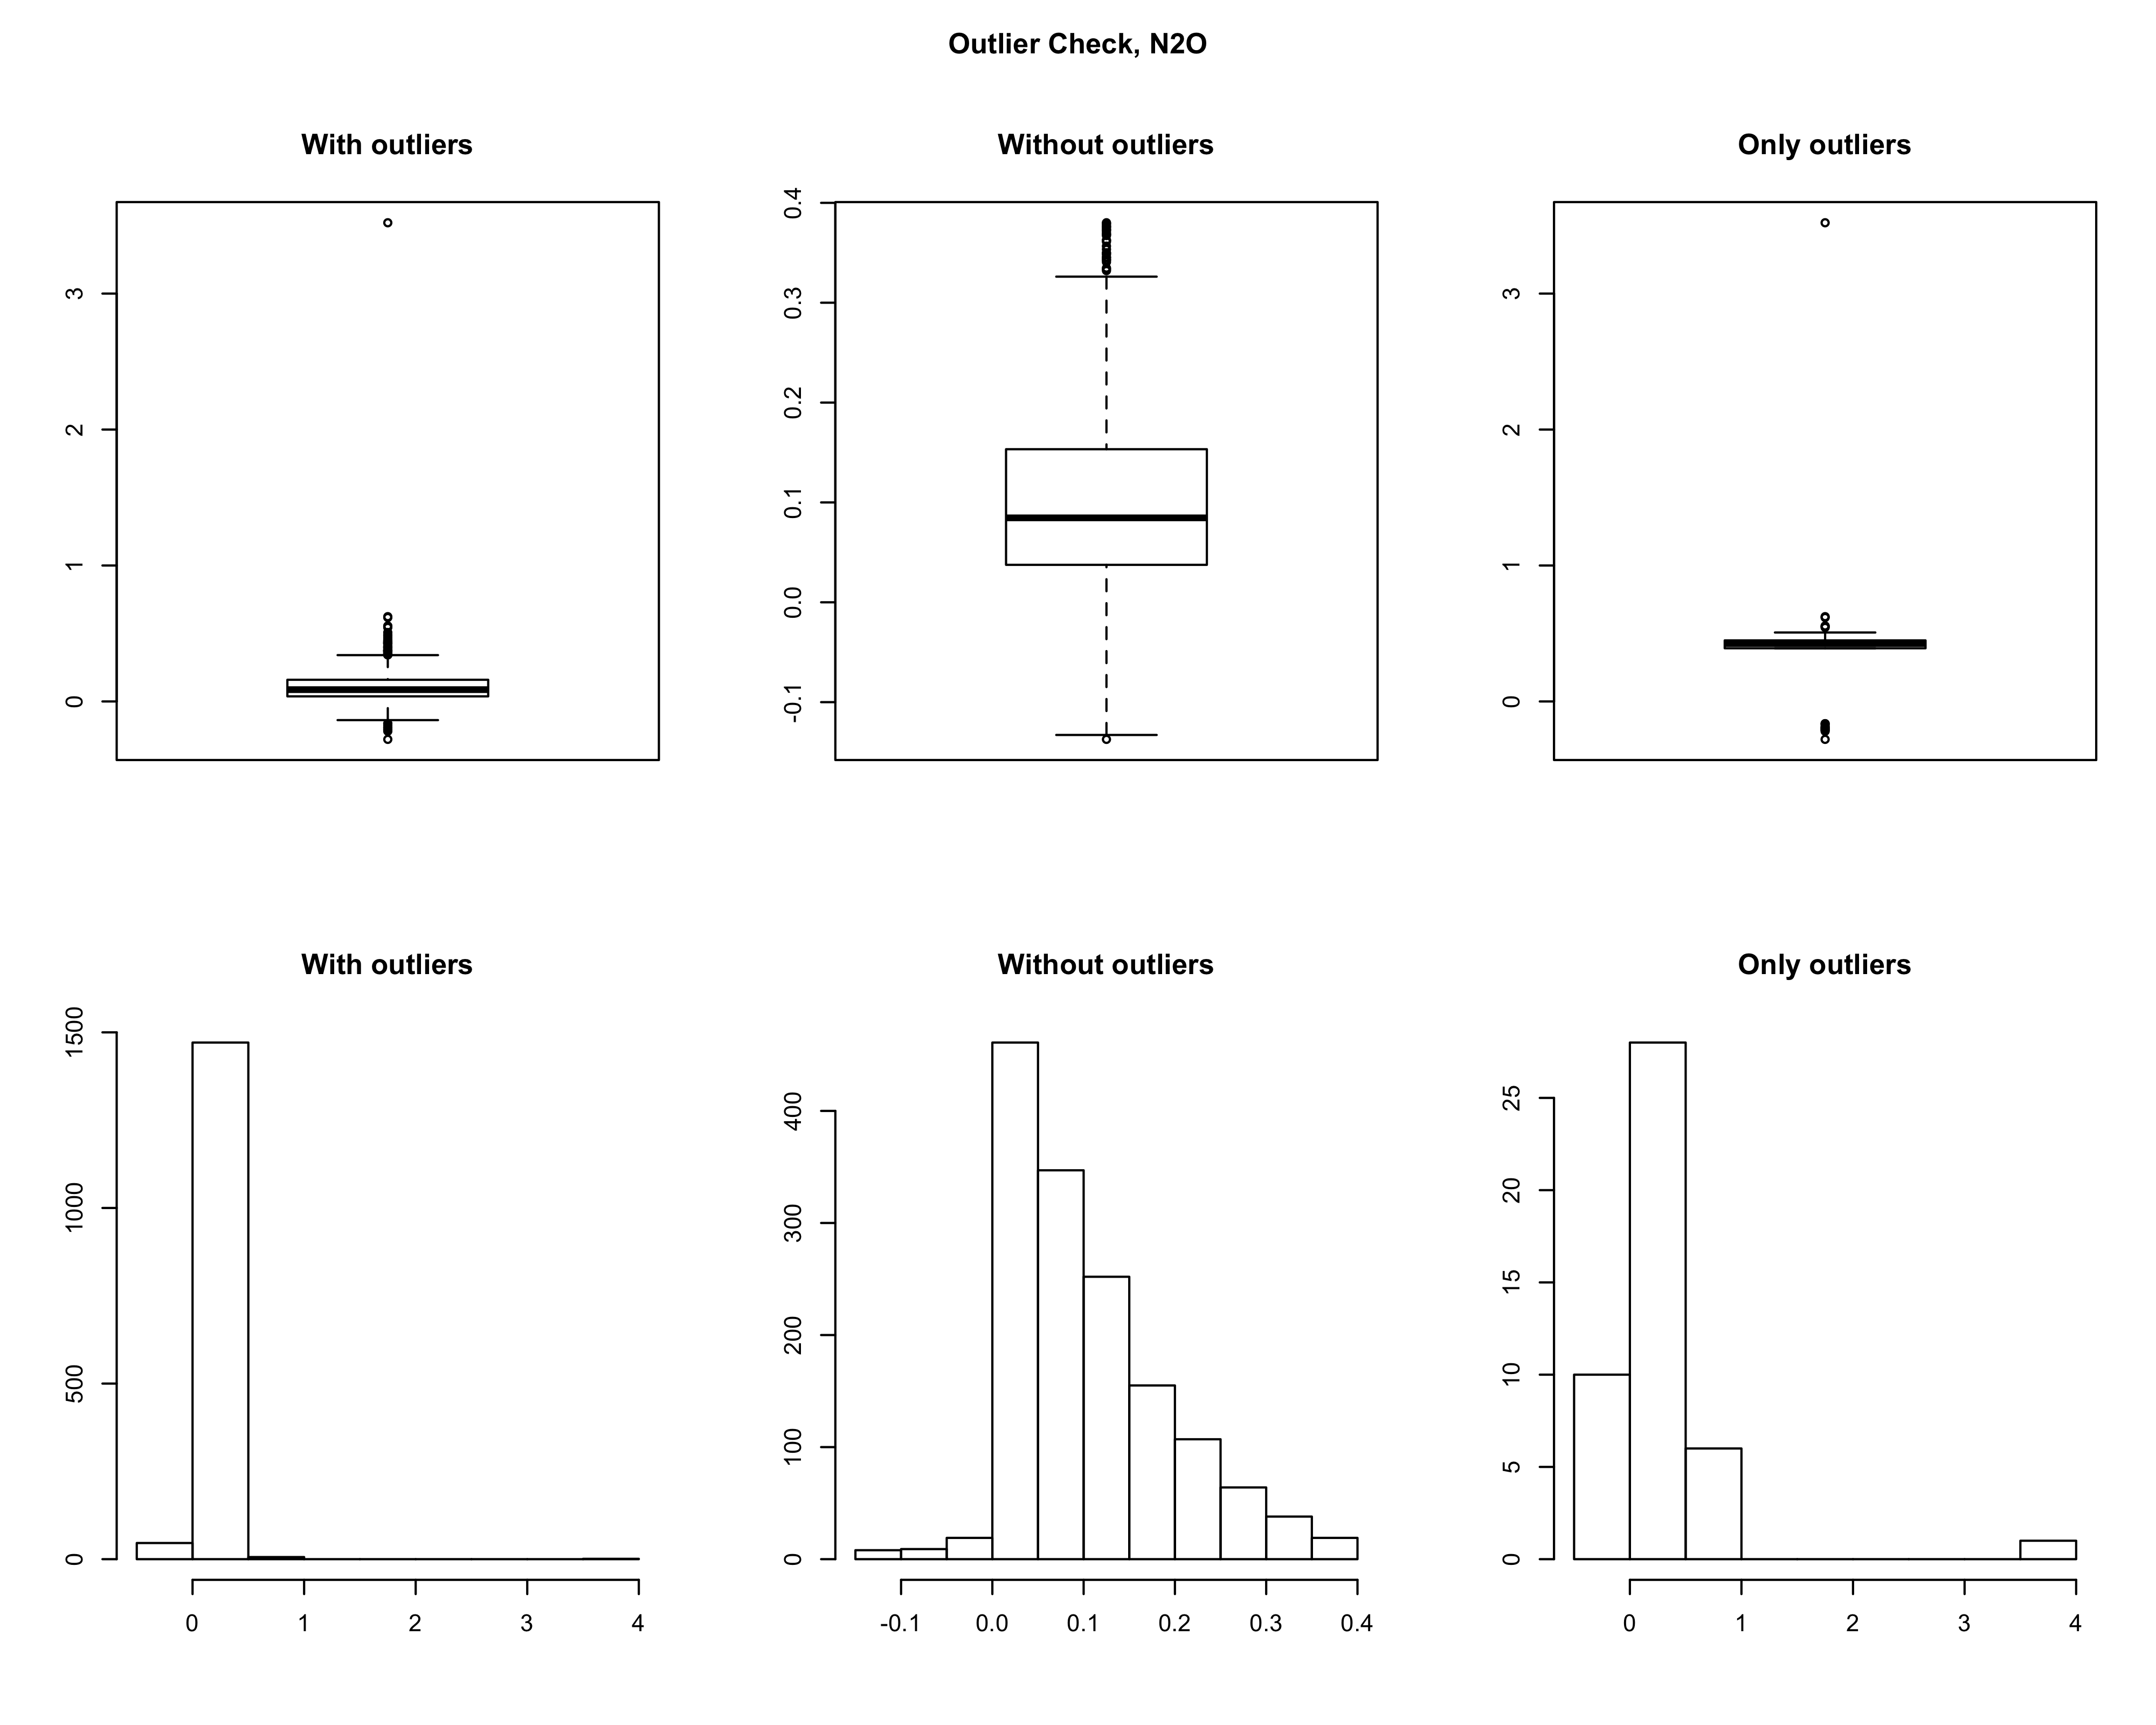 Outlier Check, N2O
With outliers
Without outliers
Only outliers
0 1 2 3
-0.1 0.0 0.1 0.2 0.3 0.4
0 1 2 3
With outliers
Without outliers
Only outliers
0 500 1000 1500
0 1 2 3 4
0 100 200 300 400
-0.1 0.0 0.1 0.2 0.3 0.4
0 5 10 15 20 25
0 1 2 3 4